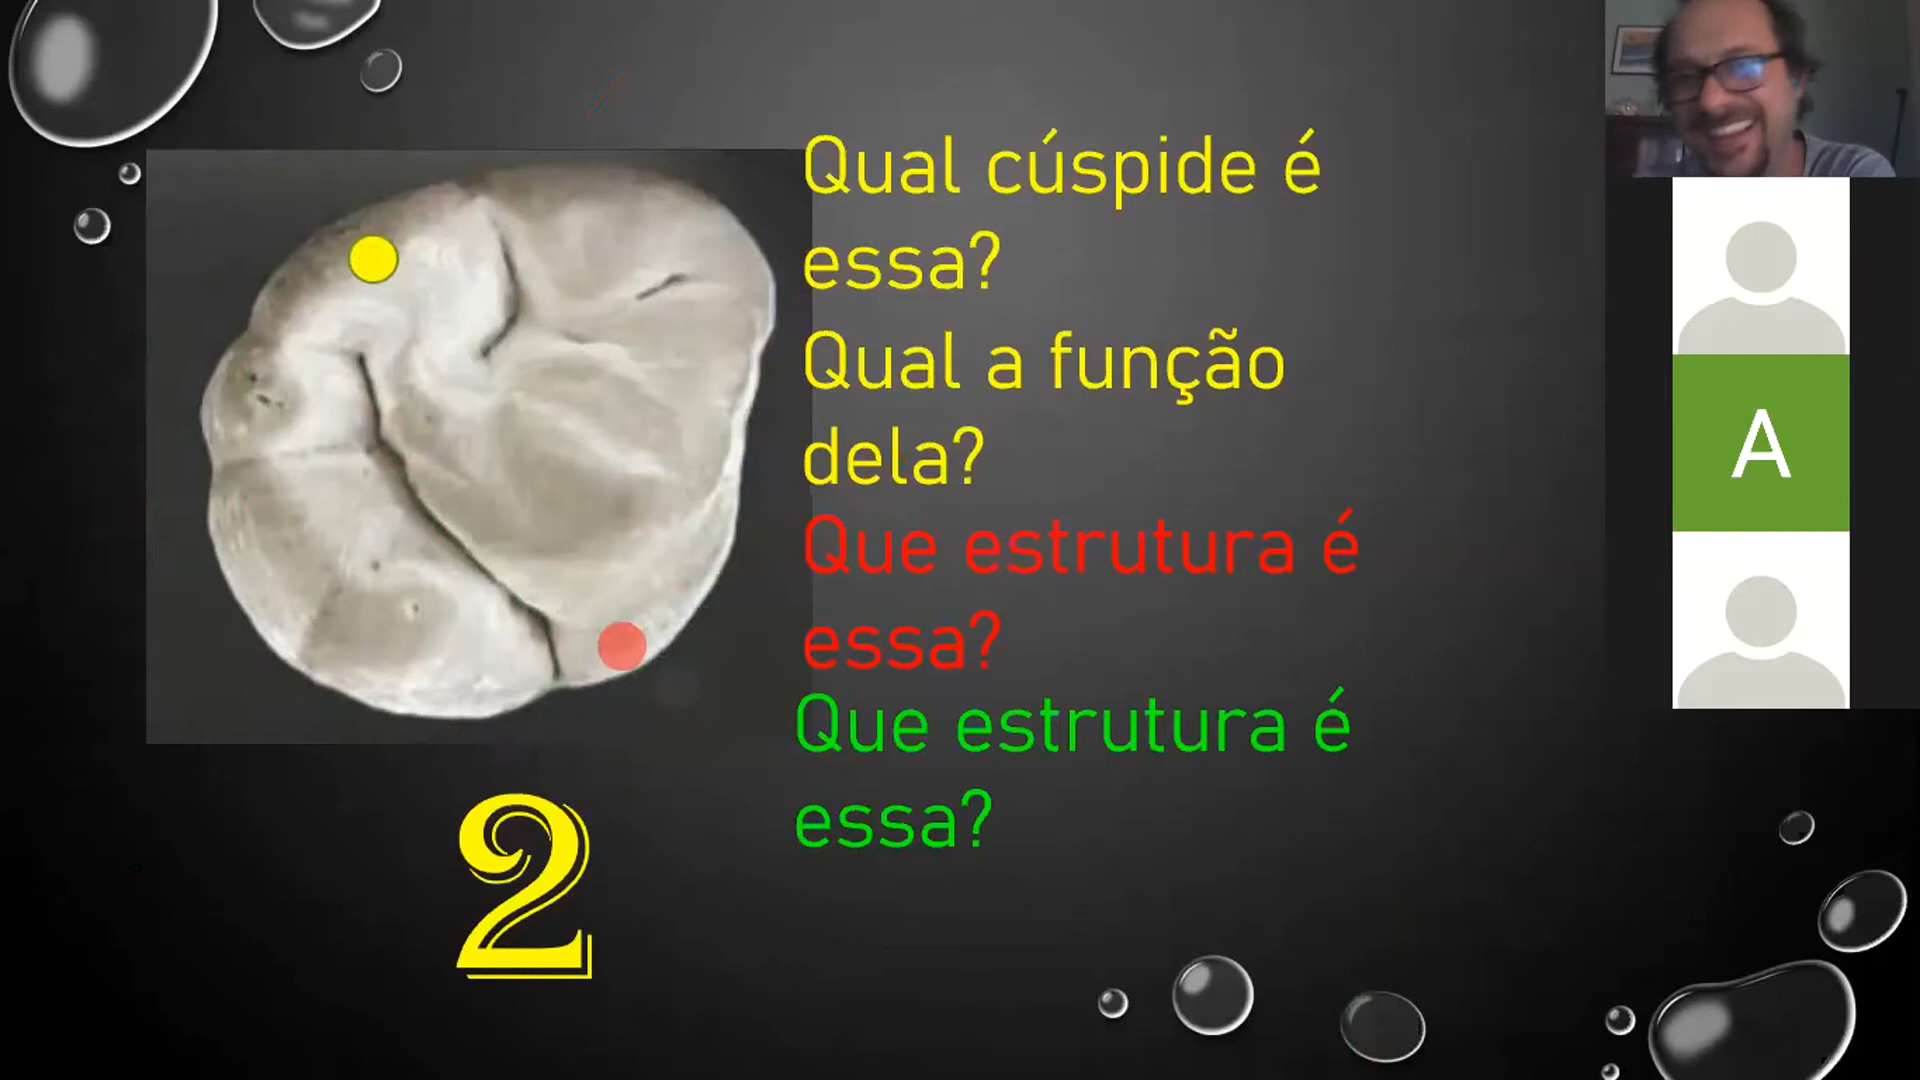 Qual cúspide é
essa?
Qual a função
dela?
Que estrutura é
essa?
Que estrutura é
essa?
2
A